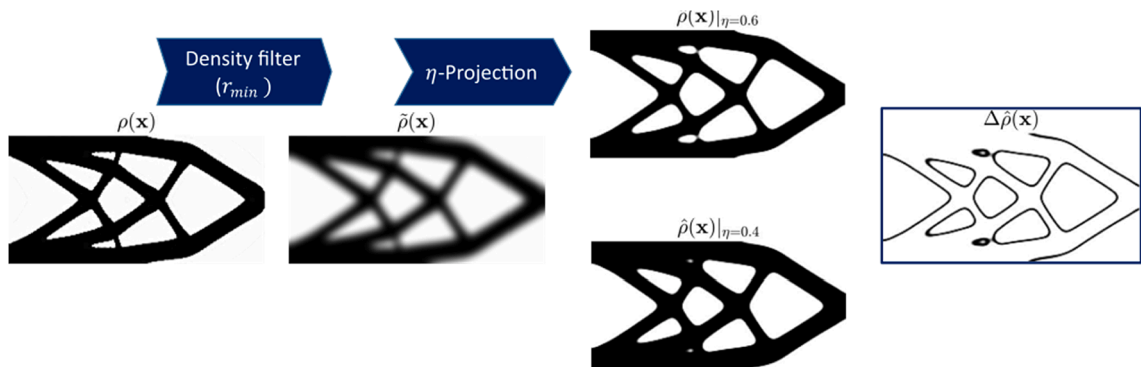 Density filter
(r_min )
η-Projection
ρ(𝐱)
ρ̃(𝐱)
ρ̂(𝐱)|η=0.6
ρ̂(𝐱)|η=0.4
Δρ̂(𝐱)